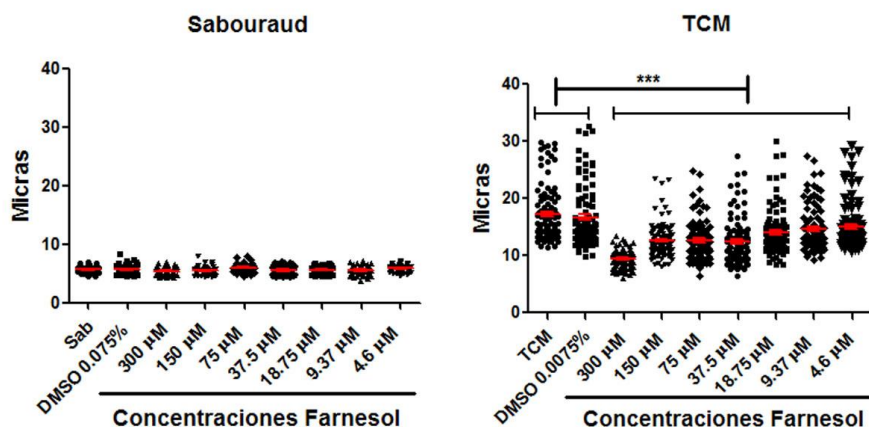 Sabouraud
Micras
40
30
20
10
0
Sab
DMSO 0.075%
300 µM
150 µM
75 µM
37.5 µM
18.75 µM
9.37 µM
4.6 µM
Concentraciones Farnesol
TCM
Micras
40
30
20
10
0
***
TCM
DMSO 0.0075%
300 µM
150 µM
75 µM
37.5 µM
18.75 µM
9.37 µM
4.6 µM
Concentraciones Farnesol